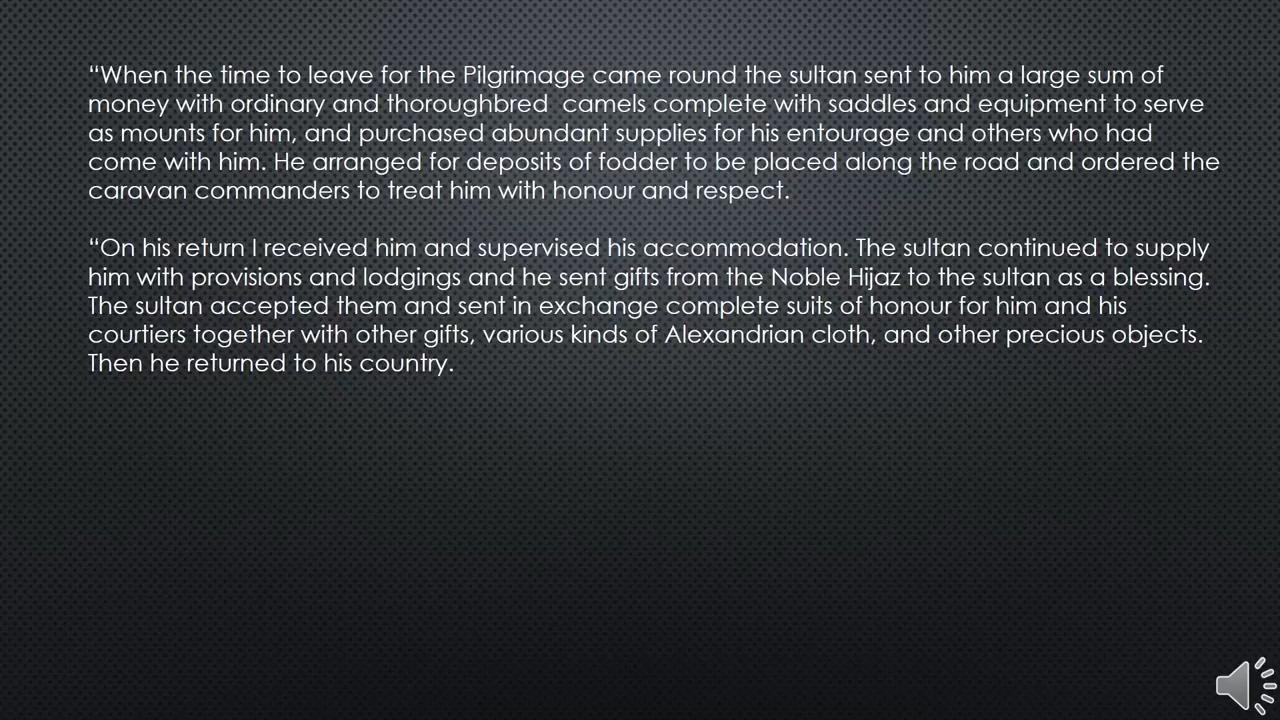 “When the time to leave for the Pilgrimage came round the sultan sent to him a large sum of
money with ordinary and thoroughbred  camels complete with saddles and equipment to serve
as mounts for him, and purchased abundant supplies for his entourage and others who had
come with him. He arranged for deposits of fodder to be placed along the road and ordered the
caravan commanders to treat him with honour and respect.
“On his return I received him and supervised his accommodation. The sultan continued to supply
him with provisions and lodgings and he sent gifts from the Noble Hijaz to the sultan as a blessing.
The sultan accepted them and sent in exchange complete suits of honour for him and his
courtiers together with other gifts, various kinds of Alexandrian cloth, and other precious objects.
Then he returned to his country.